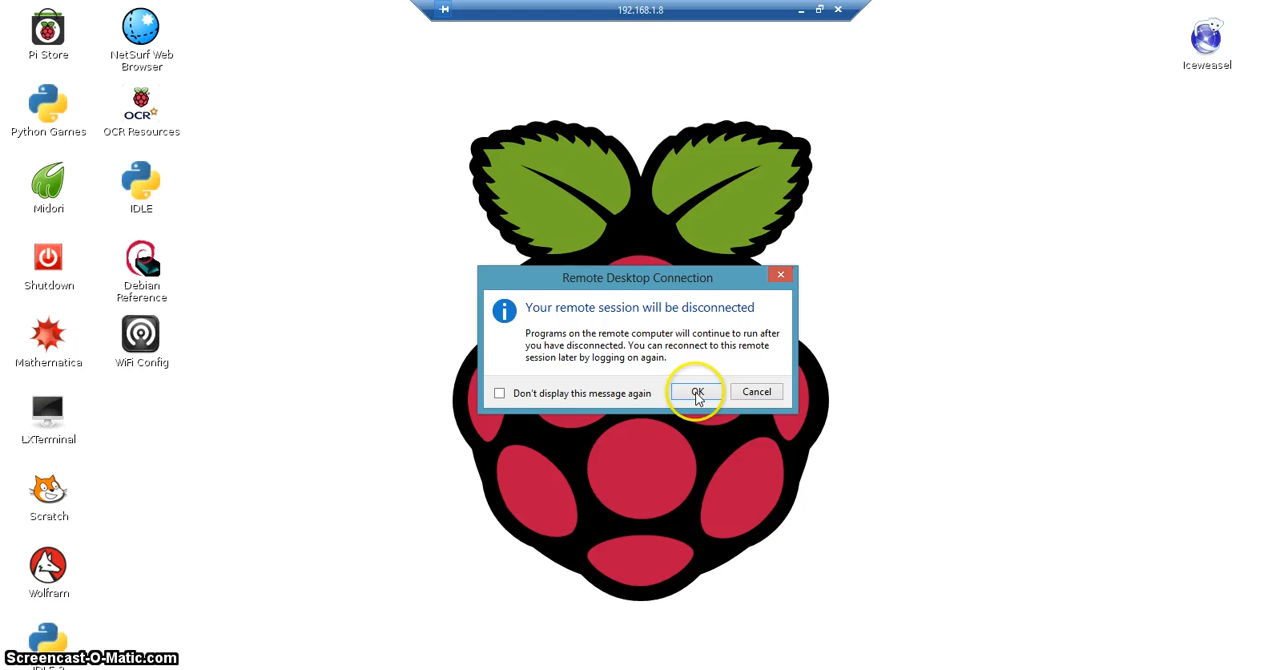 192.168.1.8
Pi Store
NetSurf Web
Browser
Iceweasel
Python Games
OCR
OCR Resources
Midori
IDLE
Shutdown
Debian
Reference
Mathematica
WiFi Config
LXTerminal
Scratch
Wolfram
Remote Desktop Connection
Your remote session will be disconnected
Programs on the remote computer will continue to run after
you have disconnected. You can reconnect to this remote
session later by logging on again.
Don't display this message again
OK
Cancel
Screencast-O-Matic.com